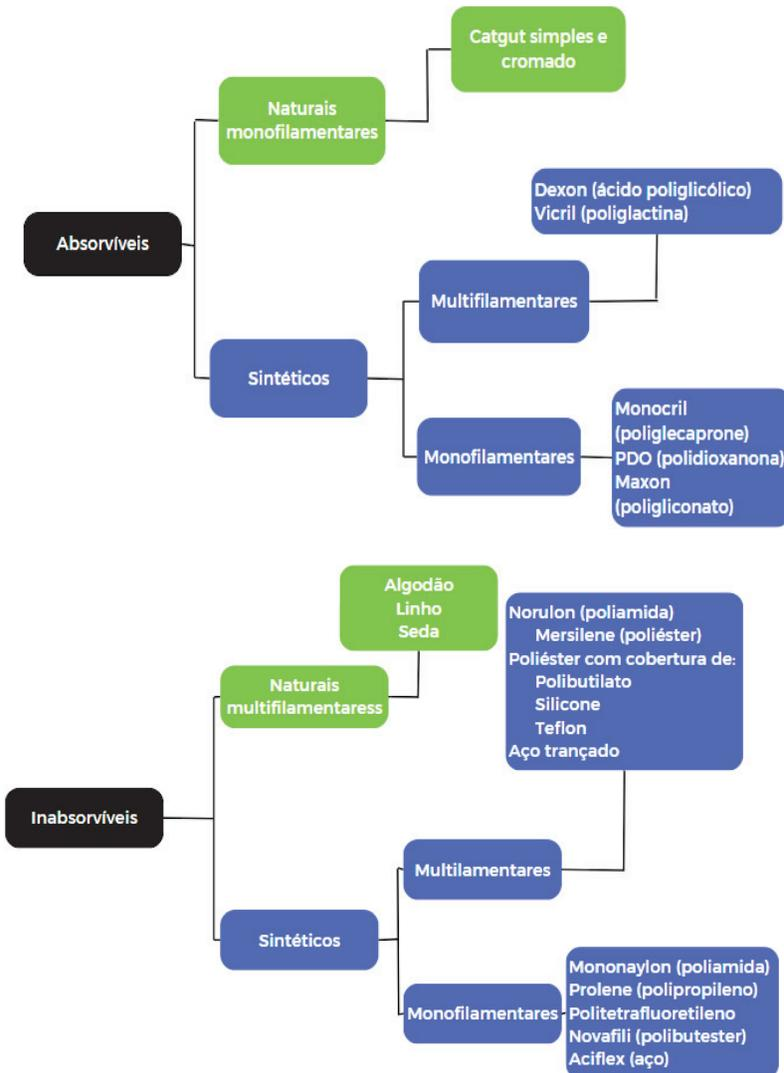 Catgut simples e
cromado
Naturais
monofilamentares
Absorvíveis
Dexon (ácido poliglicólico)
Vicril (poliglactina)
Multifilamentares
Sintéticos
Monofilamentares
Monocril
(poliglecaprone)
PDO (polidioxanona)
Maxon
(poligliconato)
Algodão
Linho
Seda
Naturais
multifilamentaress
Norulon (poliamida)
Mersilene (poliéster)
Poliéster com cobertura de:
Polibutilato
Silicone
Teflon
Aço trançado
Inabsorvíveis
Multilamentares
Sintéticos
Monofilamentares
Mononaylon (poliamida)
Prolene (polipropileno)
Politetrafluoretileno
Novafili (polibutester)
Aciflex (aço)